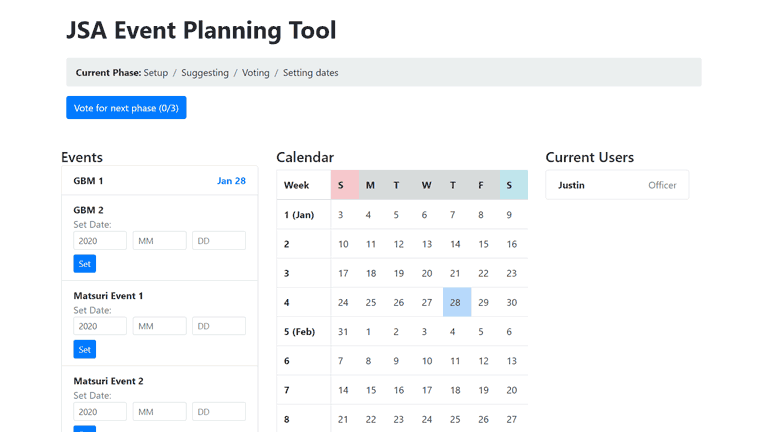 JSA Event Planning Tool
Current Phase: Setup / Suggesting / Voting / Setting dates
Vote for next phase (0/3)
Events
GBM 1 Jan 28
GBM 2
Set Date:
2020 MM DD
Set
Matsuri Event 1
Set Date:
2020 MM DD
Set
Matsuri Event 2
Set Date:
2020 MM DD
Calendar
Week S M T W T F S
1 (Jan) 3 4 5 6 7 8 9
2 10 11 12 13 14 15 16
3 17 18 19 20 21 22 23
4 24 25 26 27 28 29 30
5 (Feb) 31 1 2 3 4 5 6
6 7 8 9 10 11 12 13
7 14 15 16 17 18 19 20
8 21 22 23 24 25 26 27
Current Users
Justin Officer